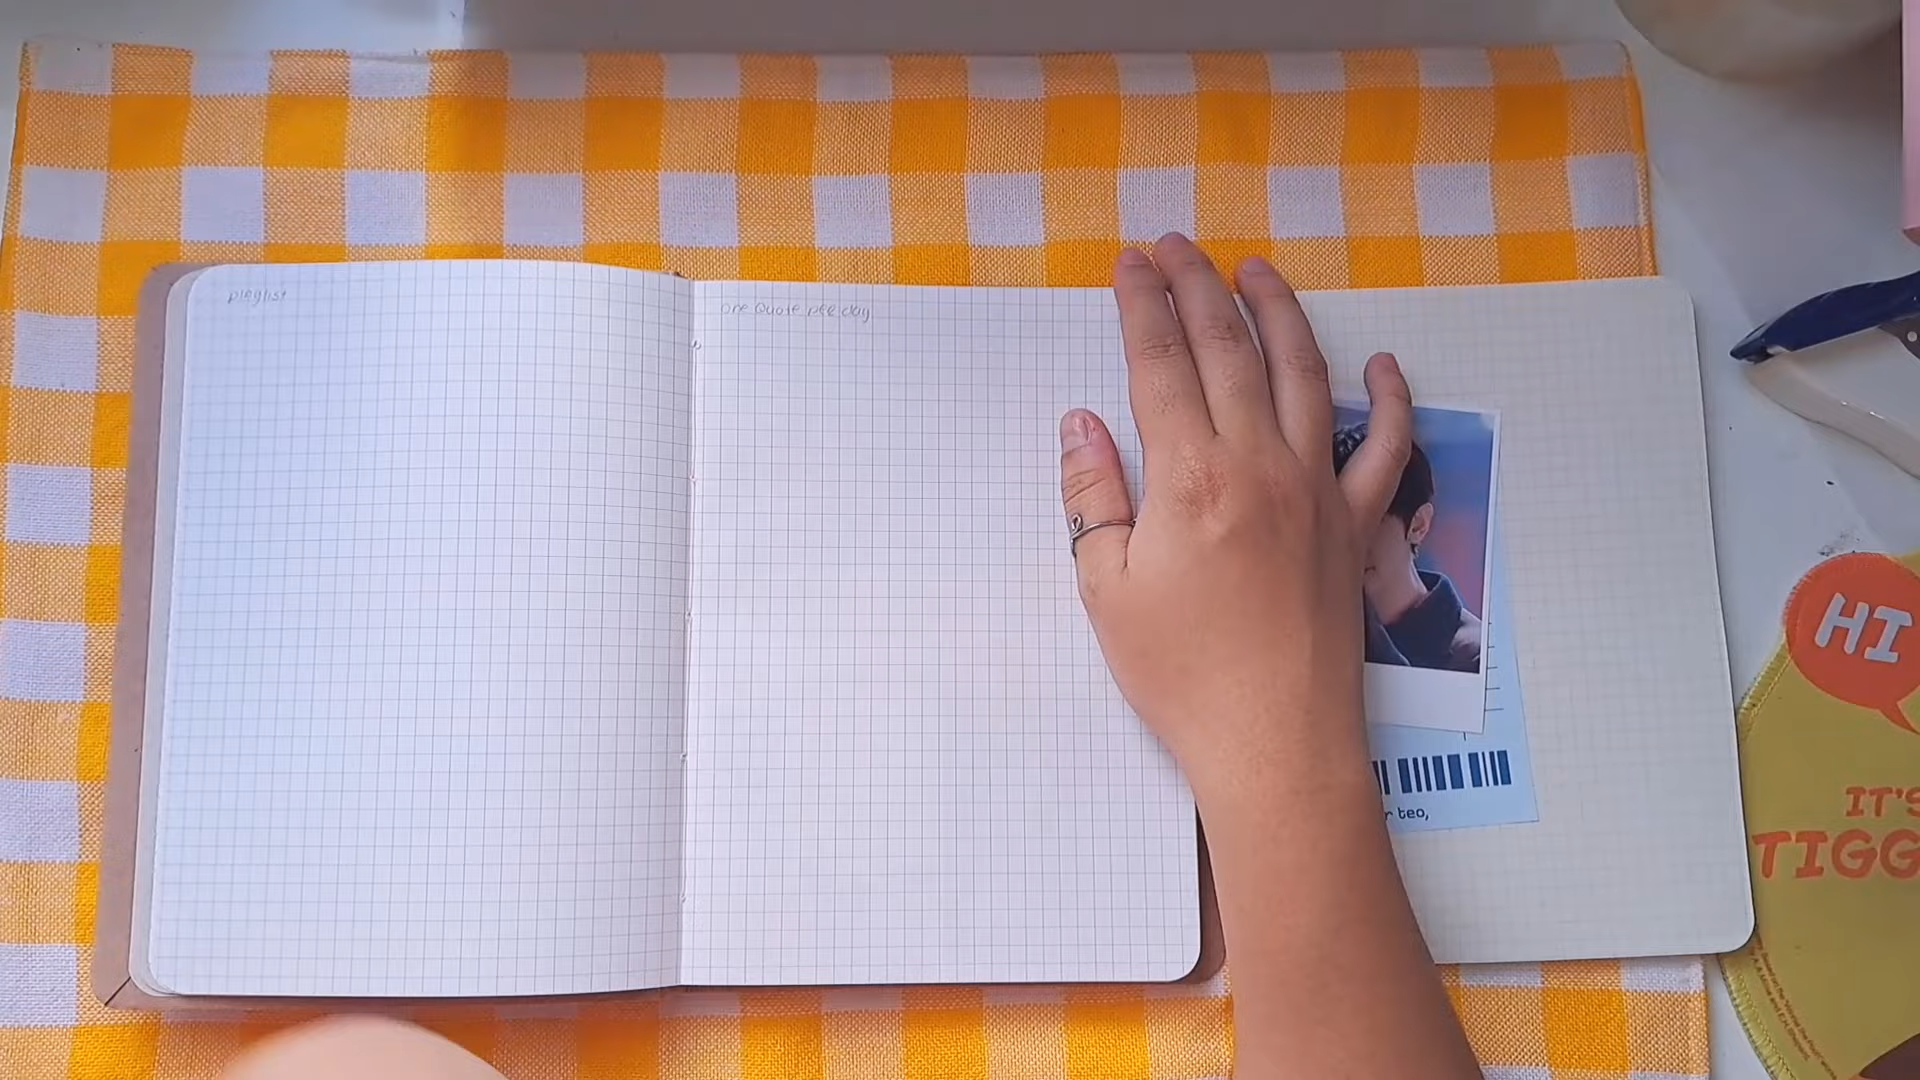 playlist
one quote per day
r teo,
HI
IT'S
TIGG